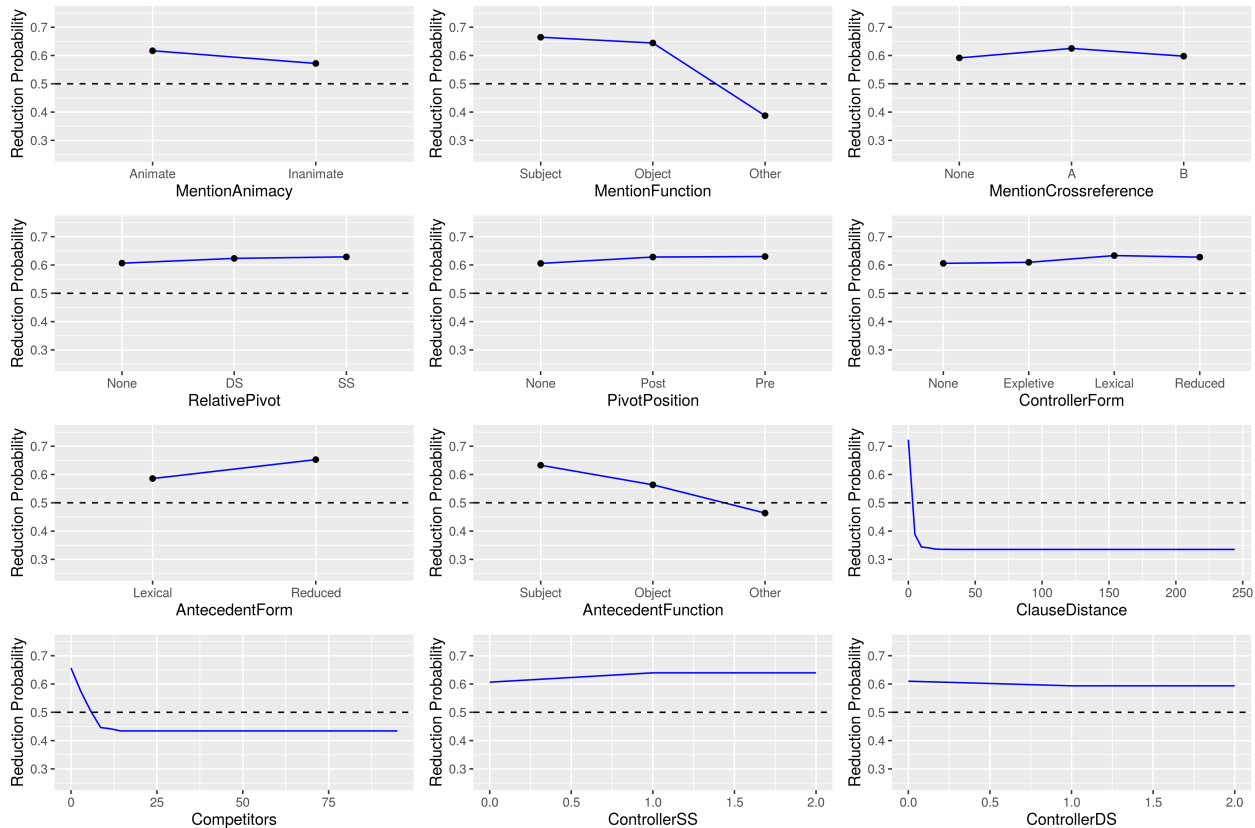 Reduction Probability
0.7
0.6
0.5
0.4
0.3
Animate Inanimate
MentionAnimacy
Reduction Probability
0.7
0.6
0.5
0.4
0.3
Subject Object Other
MentionFunction
Reduction Probability
0.7
0.6
0.5
0.4
0.3
None A B
MentionCrossreference
Reduction Probability
0.7
0.6
0.5
0.4
0.3
None DS SS
RelativePivot
Reduction Probability
0.7
0.6
0.5
0.4
0.3
None Post Pre
PivotPosition
Reduction Probability
0.7
0.6
0.5
0.4
0.3
None Expletive Lexical Reduced
ControllerForm
Reduction Probability
0.7
0.6
0.5
0.4
0.3
Lexical Reduced
AntecedentForm
Reduction Probability
0.7
0.6
0.5
0.4
0.3
Subject Object Other
AntecedentFunction
Reduction Probability
0.7
0.6
0.5
0.4
0.3
0 50 100 150 200 250
ClauseDistance
Reduction Probability
0.7
0.6
0.5
0.4
0.3
0 25 50 75
Competitors
Reduction Probability
0.7
0.6
0.5
0.4
0.3
0.0 0.5 1.0 1.5 2.0
ControllerSS
Reduction Probability
0.7
0.6
0.5
0.4
0.3
0.0 0.5 1.0 1.5 2.0
ControllerDS